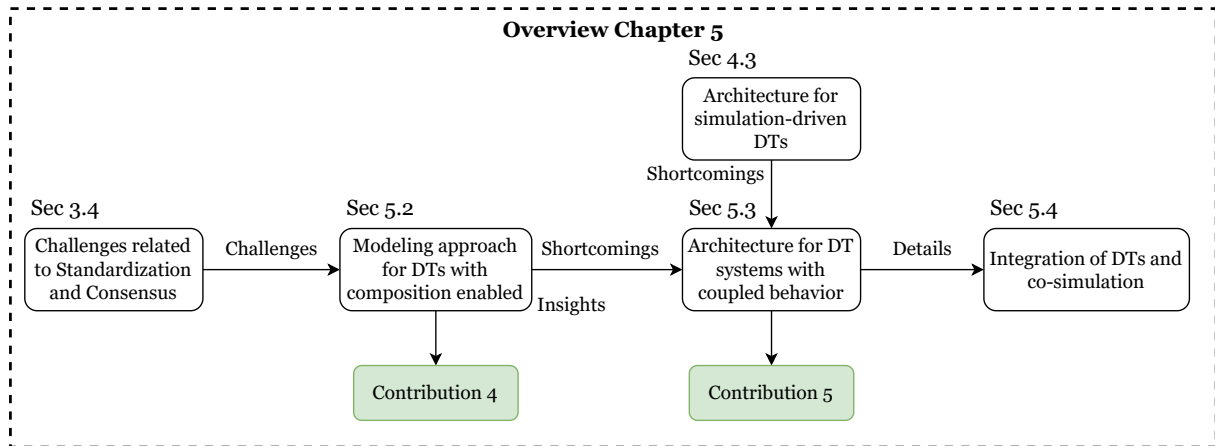 Overview Chapter 5
Sec 4.3
Architecture for
simulation-driven
DTs
Shortcomings
Sec 3.4
Challenges related
to Standardization
and Consensus
Challenges
Sec 5.2
Modeling approach
for DTs with
composition enabled
Shortcomings
Insights
Sec 5.3
Architecture for DT
systems with
coupled behavior
Details
Sec 5.4
Integration of DTs and
co-simulation
Contribution 4
Contribution 5